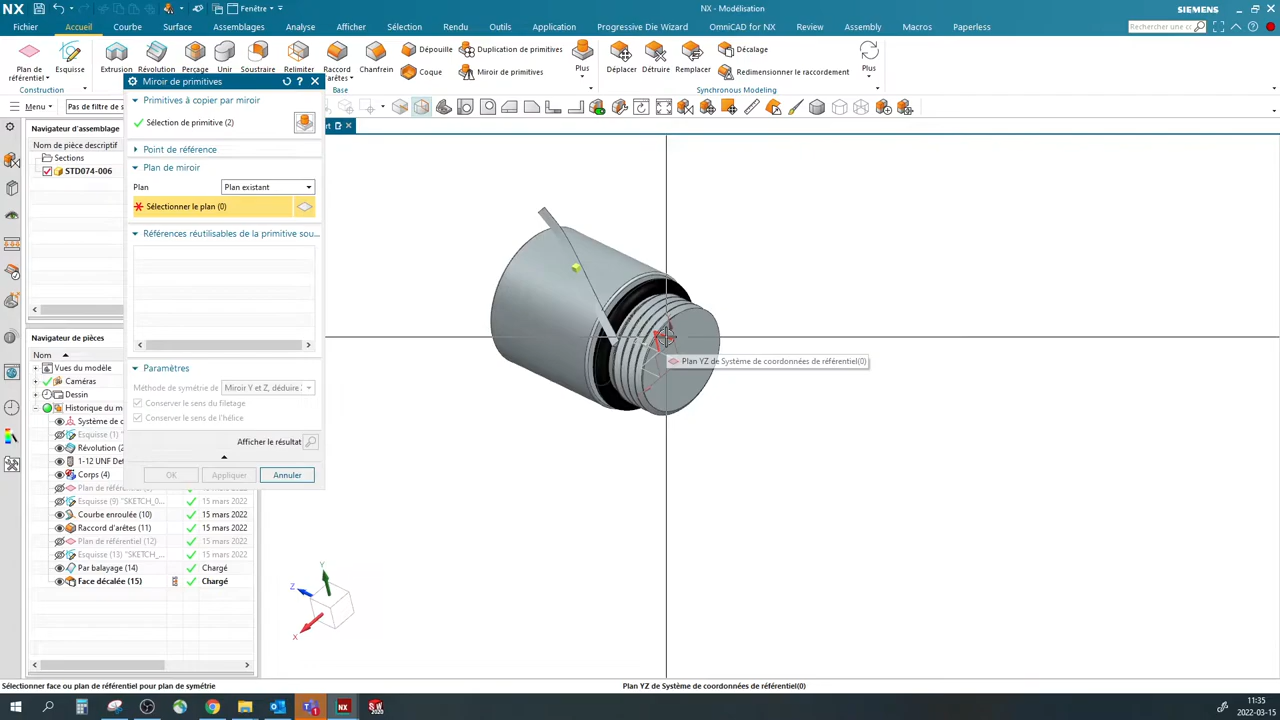 NX
Fenêtre
NX - Modélisation
SIEMENS
Fichier
Accueil
Courbe
Surface
Analyse
Assemblages
Afficher
Sélection
Rendu
Outils
Application
Progressive Die Wizard
OmniCAD for NX
Paperless
Assembly
Macros
Rechercher une cc
Plan de
référentiel
Esquisse
Construction
Extrusion
Révolution
Perçage
Unir
Soustraire
Relimiter
Raccord
d'arêtes
Chanfrein
Dépouille
Coque
Duplication de primitives
Miroir de primitives
Plus
Base
Déplacer
Détruire
Remplacer
Décalage
Redimensionner le raccordement
Plus
Synchronous Modeling
Menu
Pas de filtre de s
Miroir de primitives
Primitives à copier par miroir
Sélection de primitive (2)
Point de référence
Plan de miroir
Plan
Plan existant
Sélectionner le plan (0)
Références réutilisables de la primitive sou...
Paramètres
Méthode de symétrie
Miroir Y et Z, déduire
Conserver le sens du filetage
Conserver le sens de l'hélice
Afficher le résultat
OK
Appliquer
Annuler
Navigateur d'assemblage
Nom de pièce descriptif
Sections
STD074-006
Navigateur de pièces
Nom
Vues du modèle
Caméras
Dessin
Historique du m
Système de c
Esquisse (1)
Révolution (2
1-12 UNF Def
Corps (4)
Plan de référentiel
Esquisse (9) "SKETCH_0... 15 mars 2022
Courbe enroulée (10) 15 mars 2022
Raccord d'arêtes (11) 15 mars 2022
Plan de référentiel (12) 15 mars 2022
Esquisse (13) "SKETCH_... 15 mars 2022
Par balayage (14) Chargé
Face décalée (15) Chargé
Plan YZ de Système de coordonnées de référentiel(0)
Y
Z
X
Sélectionner face ou plan de référentiel pour plan de symétrie
Plan YZ de Système de coordonnées de référentiel(0)
11:35
2022-03-15